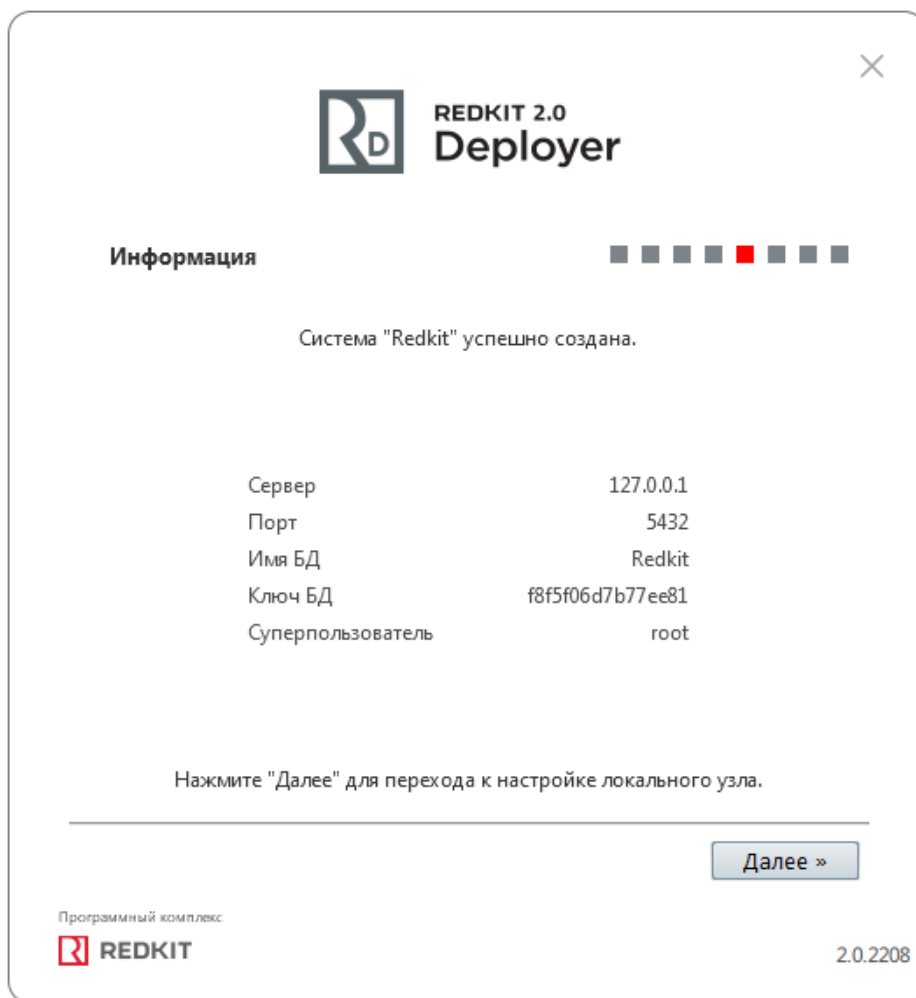 REDKIT 2.0
Deployer
Информация
Система "Redkit" успешно создана.
Сервер 127.0.0.1
Порт 5432
Имя БД Redkit
Ключ БД f8f5f06d7b77ee81
Суперпользователь root
Нажмите "Далее" для перехода к настройке локального узла.
Далее »
Программный комплекс
REDKIT
2.0.2208